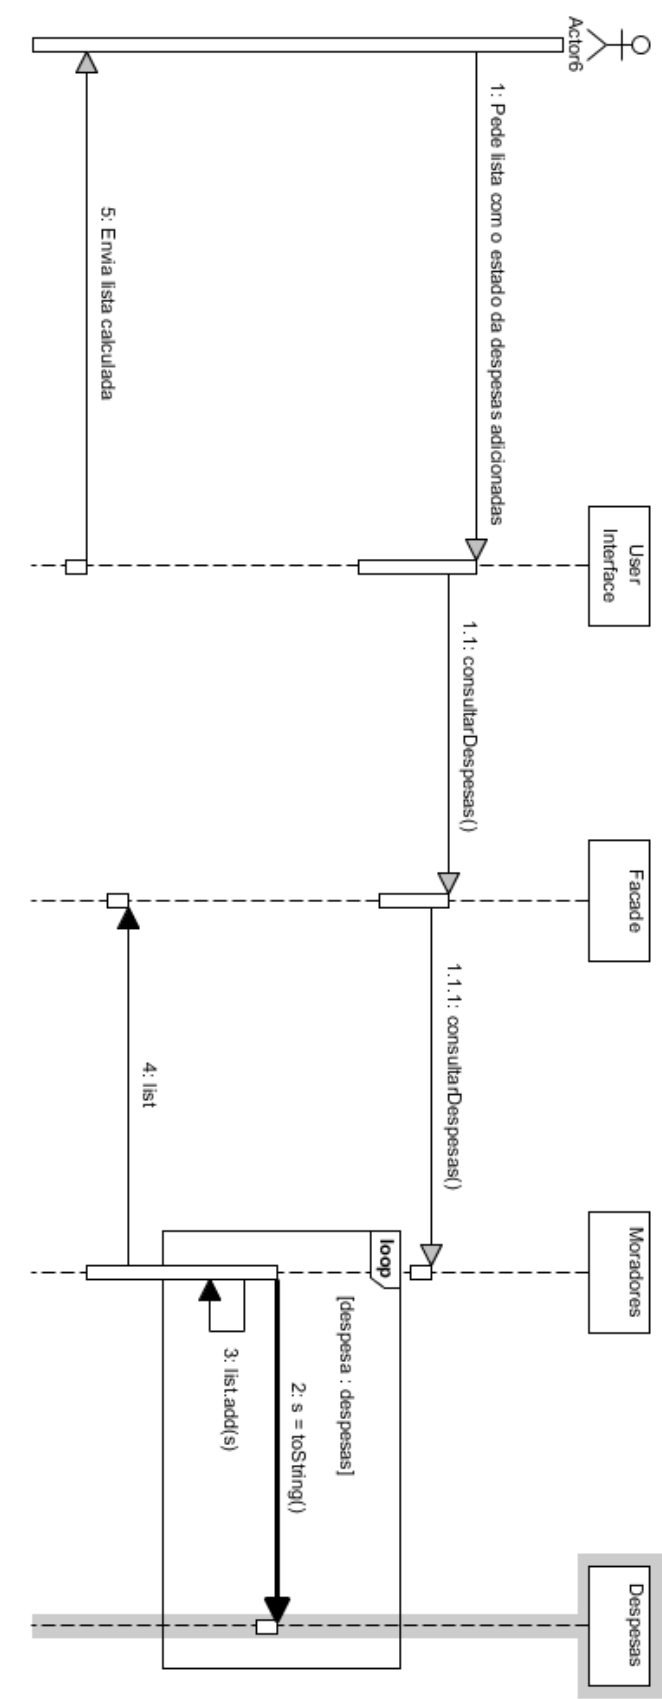 Actor6
User
Interface
Facade
Moradores
Despesas
1: Pede lista com o estado da despesas adicionadas
1.1: consultarDespesas()
1.1.1: consultarDespesas()
loop
[despesa : despesas]
2: s = toString()
3: list.add(s)
4: list
5: Envia lista calculada